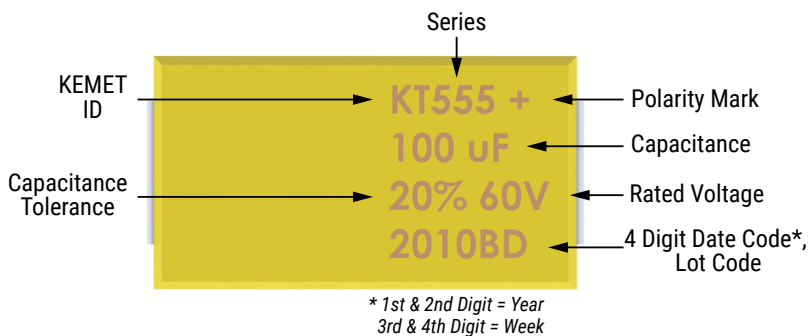 Series
KEMET
ID
KT555 +
Polarity Mark
100 uF
Capacitance
Capacitance
Tolerance
20% 60V
Rated Voltage
2010BD
4 Digit Date Code*,
Lot Code
* 1st & 2nd Digit = Year
3rd & 4th Digit = Week